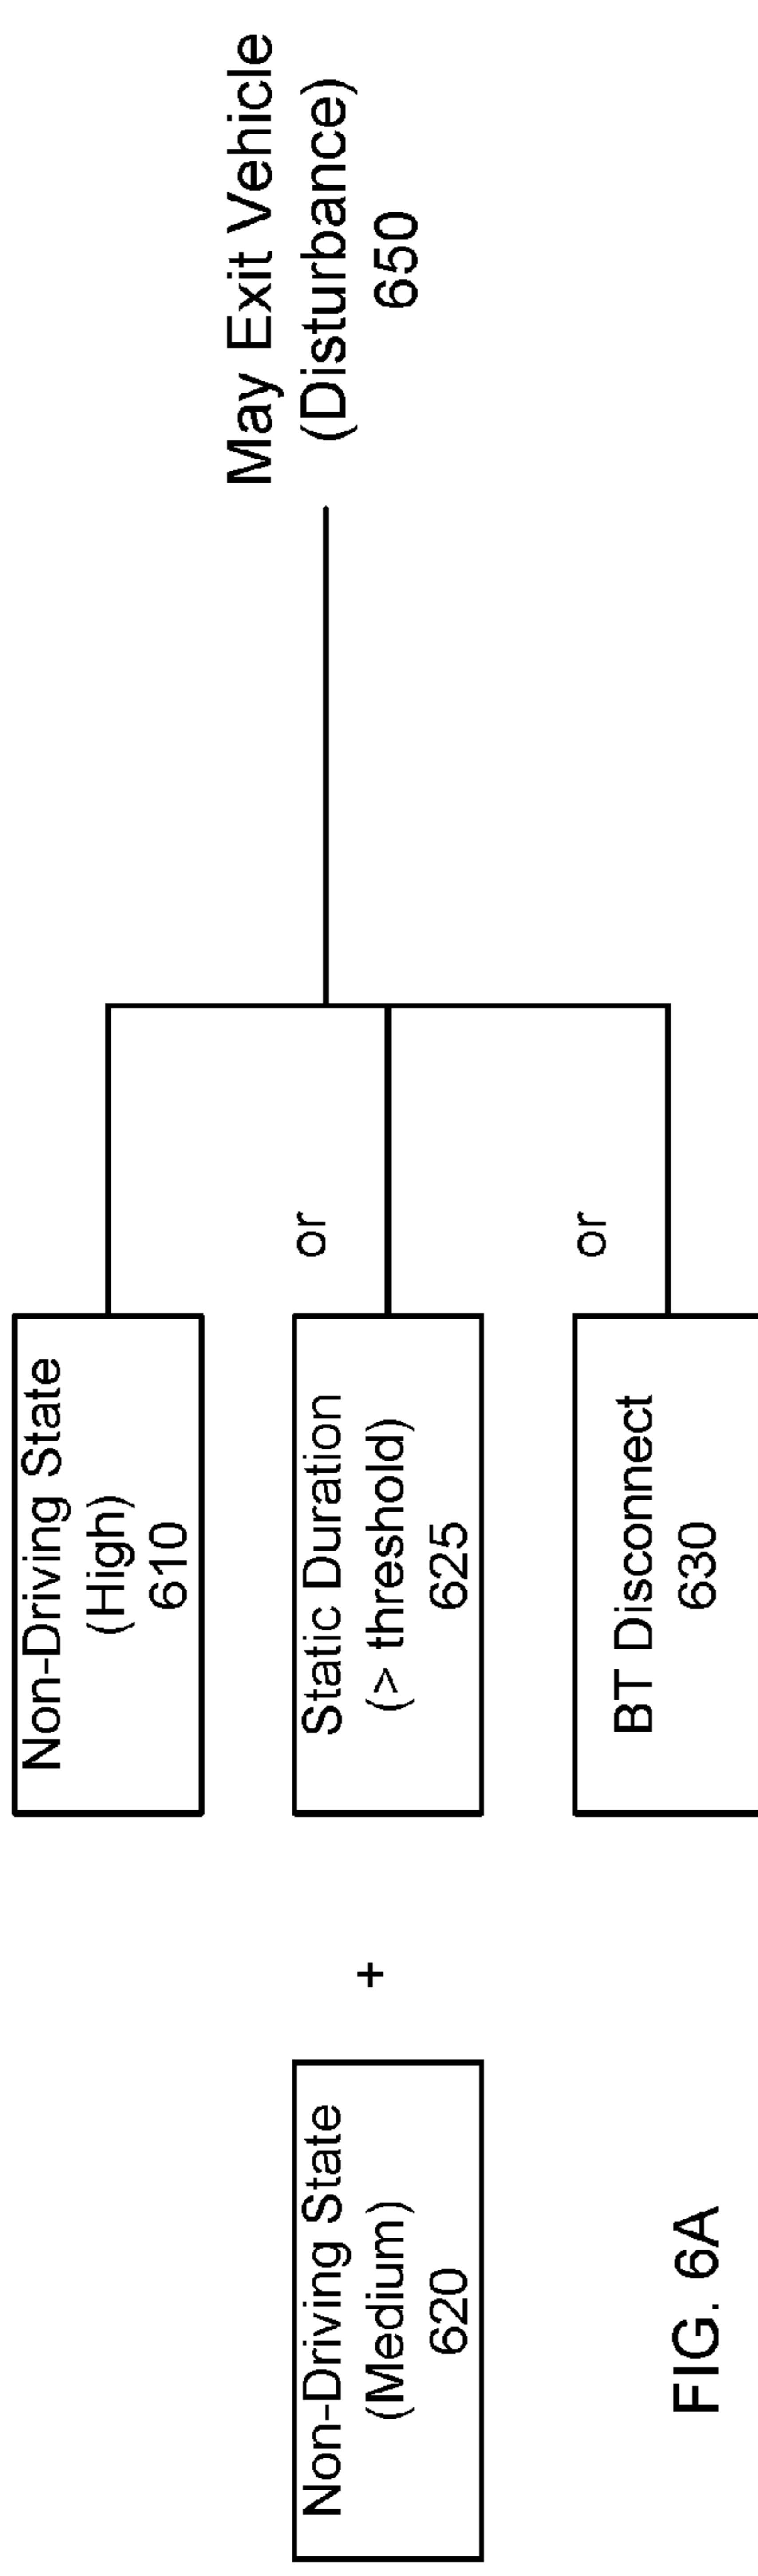 Non-Driving State
(High)
610
or
Non-Driving State
(Medium)
620
+
Static Duration
(> threshold)
625
or
BT Disconnect
630
May Exit Vehicle
(Disturbance)
650
FIG. 6A